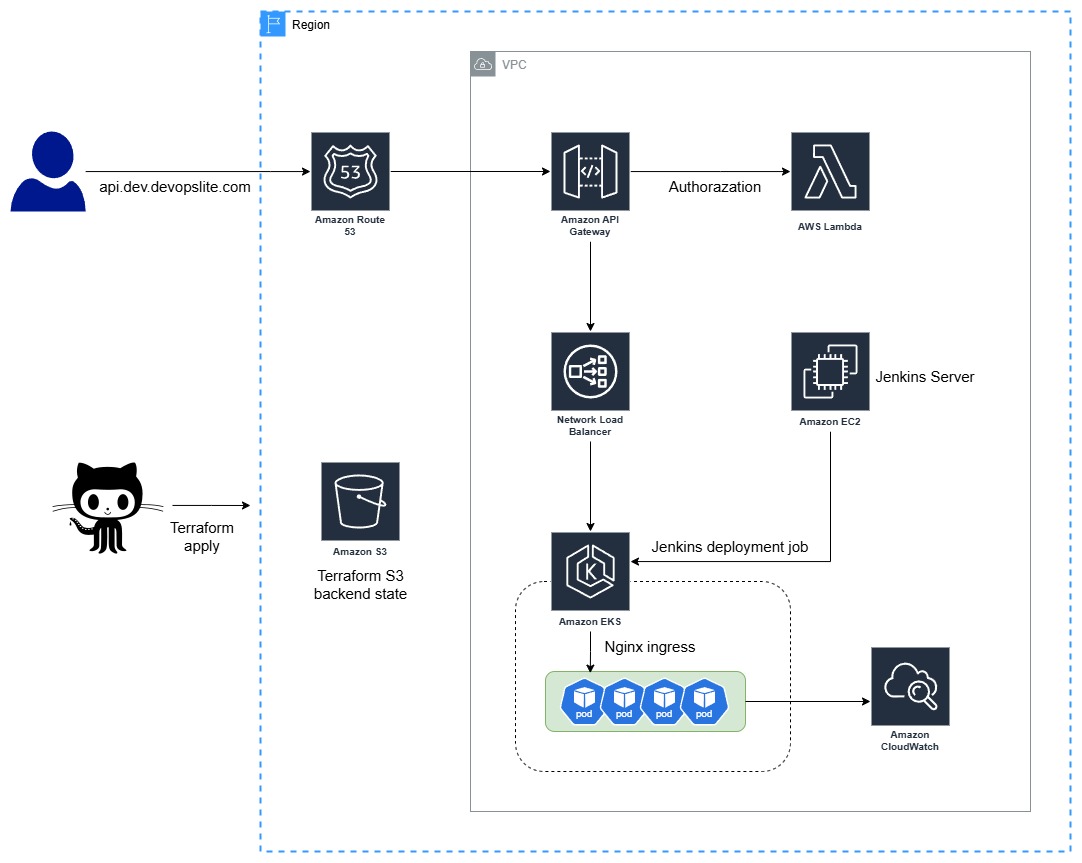 Region
VPC
53
</>
api.dev.devopslite.com
Authorazation
Amazon Route
53
Amazon API
Gateway
AWS Lambda
Jenkins Server
Network Load
Balancer
Amazon EC2
Terraform
apply
Amazon S3
Terraform S3
backend state
Jenkins deployment job
K
Amazon EKS
Nginx ingress
pod
pod
pod
pod
Amazon
CloudWatch